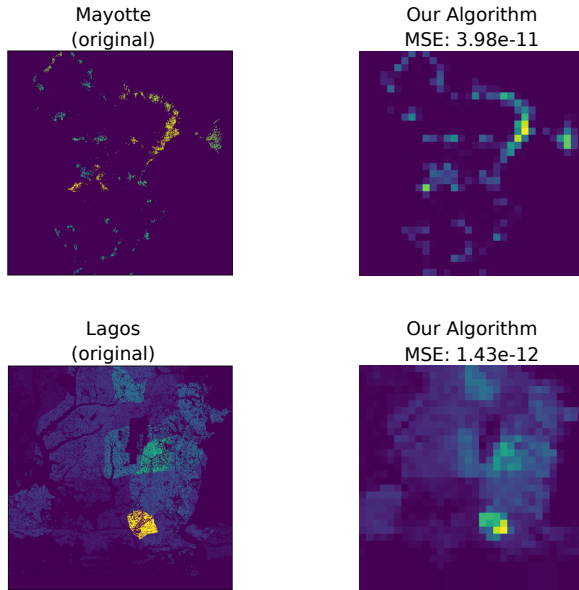 Mayotte
(original)
Our Algorithm
MSE: 3.98e-11
Lagos
(original)
Our Algorithm
MSE: 1.43e-12